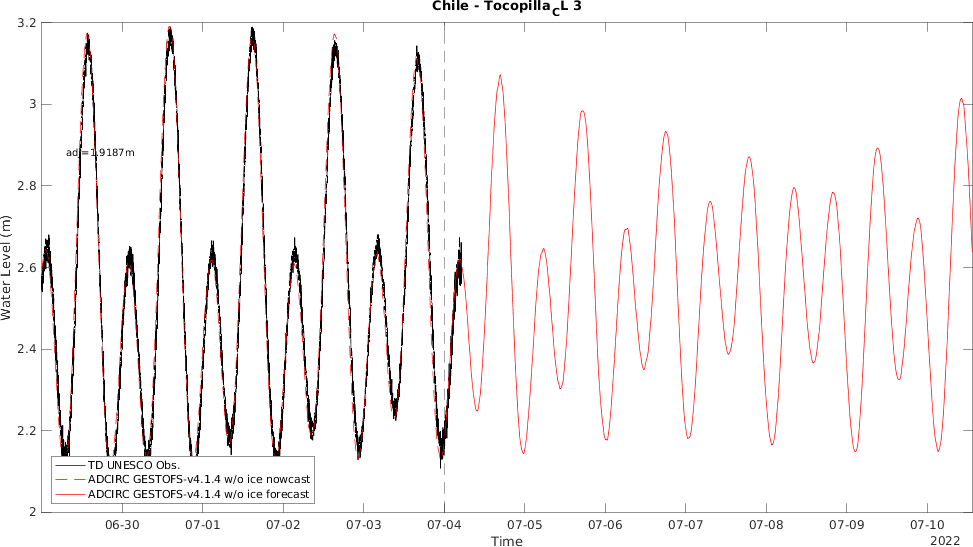 Chile - Tocopilla_CL 3
3.2
3
2.8
2.6
2.4
2.2
2
Water Level (m)
adj=1.9187m
TD UNESCO Obs.
ADCIRC GESTOFS-v4.1.4 w/o ice nowcast
ADCIRC GESTOFS-v4.1.4 w/o ice forecast
06-30
07-01
07-02
07-03
07-04
07-05
07-06
07-07
07-08
07-09
07-10
Time
2022